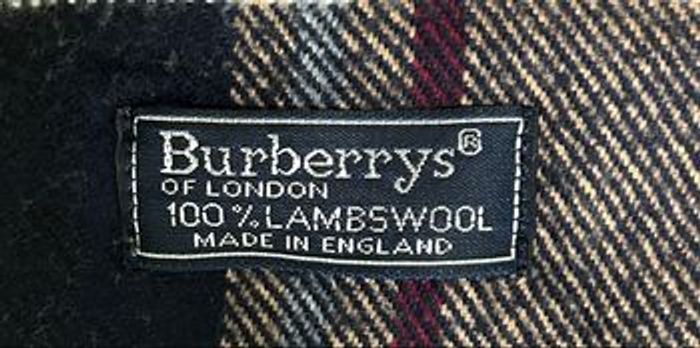 Burberrys®
OF LONDON
100% LAMBSWOOL
MADE IN ENGLAND